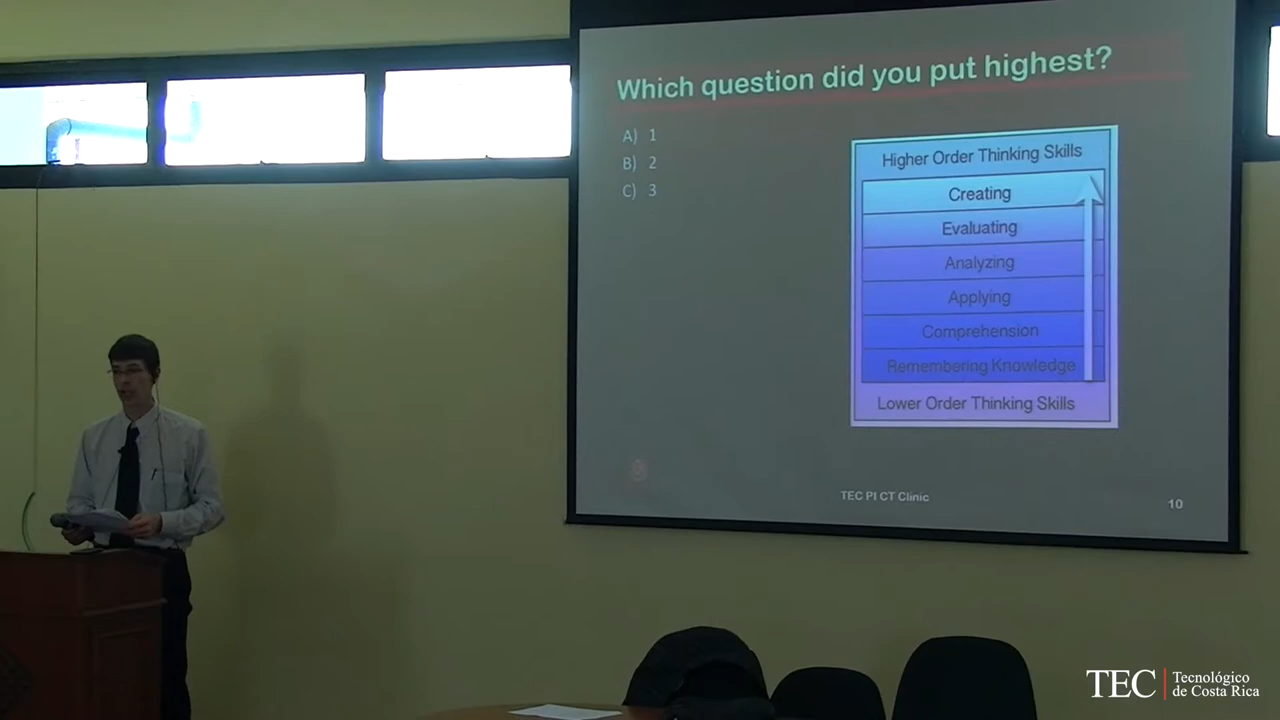 Which question did you put highest?
A) 1
B) 2
C) 3
Higher Order Thinking Skills
Creating
Evaluating
Analyzing
Applying
Comprehension
Remembering Knowledge
Lower Order Thinking Skills
TEC PI CT Clinic
10
TEC | Tecnológico
de Costa Rica